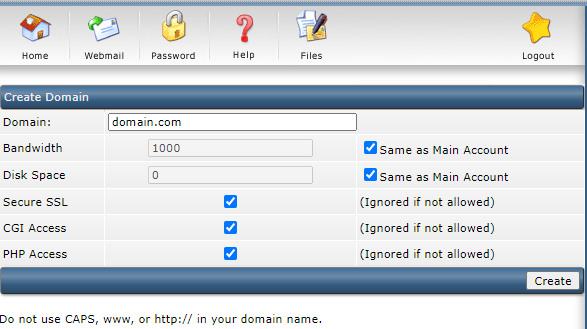 Home Webmail Password Help Files Logout
Create Domain
Domain: domain.com
Bandwidth 1000 Same as Main Account
Disk Space 0 Same as Main Account
Secure SSL (Ignored if not allowed)
CGI Access (Ignored if not allowed)
PHP Access (Ignored if not allowed)
Create
Do not use CAPS, www, or http:// in your domain name.